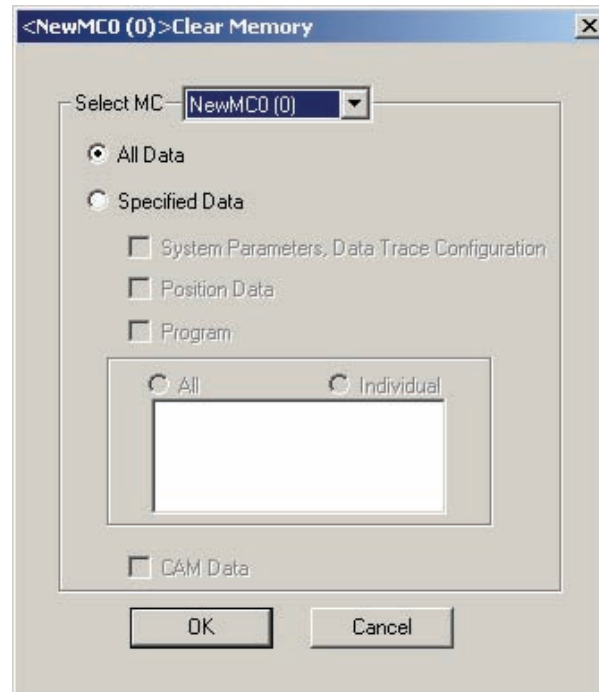 <NewMC0 (0)>Clear Memory
Select MC NewMC0 (0)
All Data
Specified Data
System Parameters, Data Trace Configuration
Position Data
Program
All Individual
CAM Data
OK Cancel